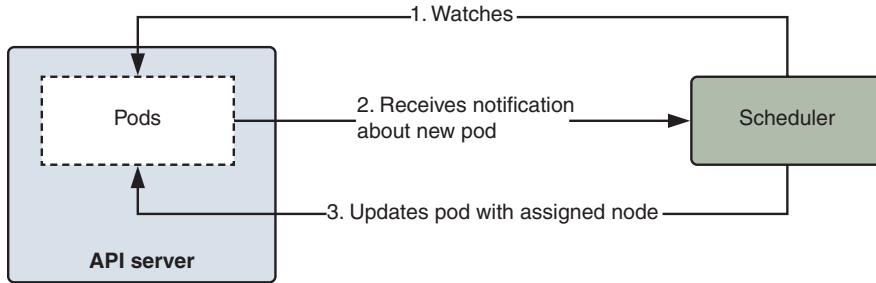 1. Watches
Pods
2. Receives notification
about new pod
Scheduler
3. Updates pod with assigned node
API server